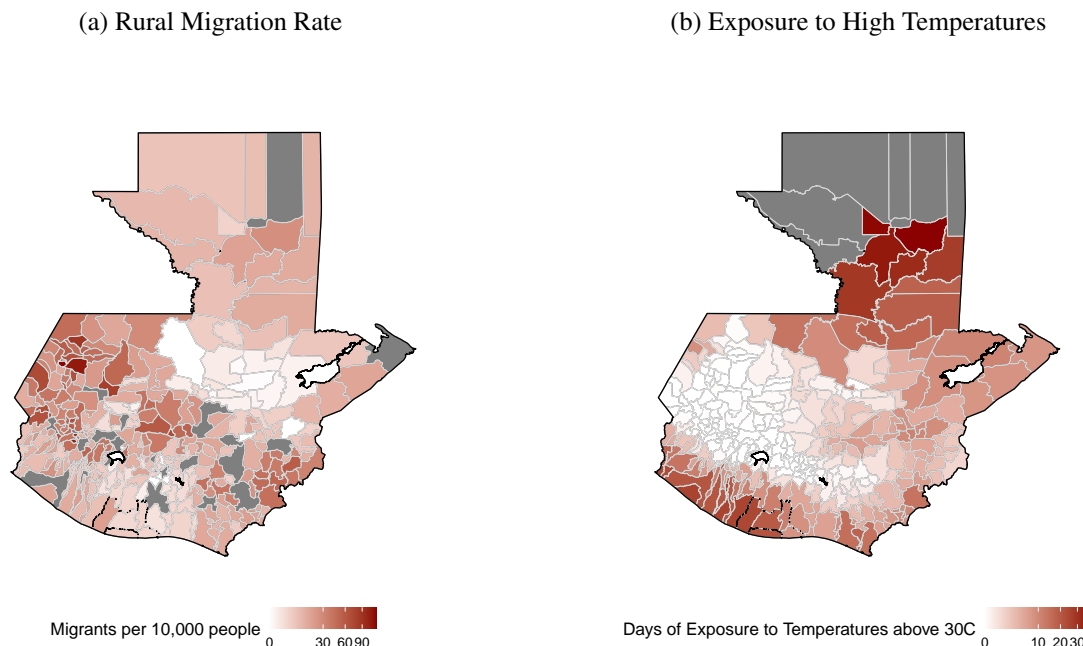 (a) Rural Migration Rate
(b) Exposure to High Temperatures
Migrants per 10,000 people
0 30 60 90
Days of Exposure to Temperatures above 30C
0 10 20 30